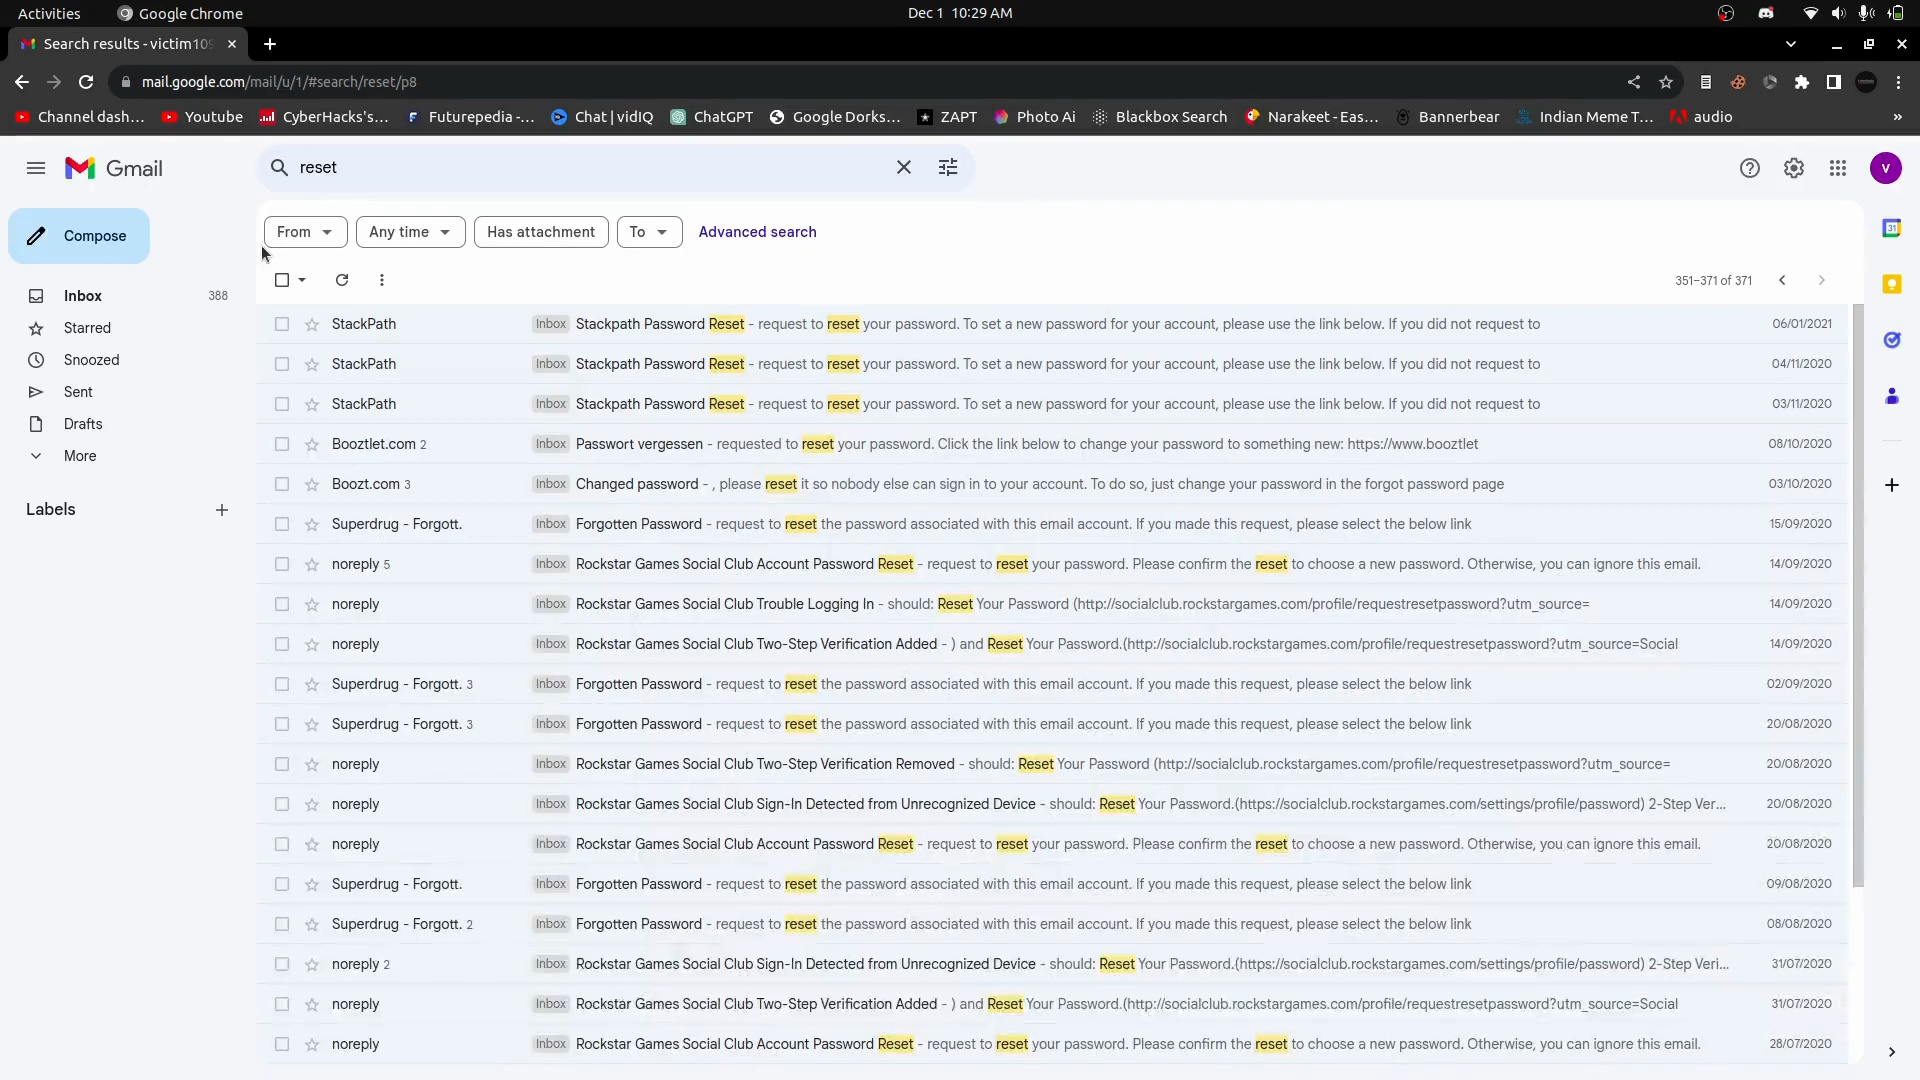 Activities Google Chrome Dec 1 10:29 AM
Search results - victim109
mail.google.com/mail/u/1/#search/reset/p8
Channel dash... YouTube CyberHacks's... Futurepedia -... Chat | vidIQ ChatGPT Google Dorks... ZAPT Photo Ai Blackbox Search Narakeet - Eas... Bannerbear Indian Meme T... audio »
Gmail reset V
Compose
From Any time Has attachment To Advanced search
351–371 of 371
Inbox 388
Starred
Snoozed
Sent
Drafts
More
Labels
31
StackPath Inbox Stackpath Password Reset - request to reset your password. To set a new password for your account, please use the link below. If you did not request to 06/01/2021
StackPath Inbox Stackpath Password Reset - request to reset your password. To set a new password for your account, please use the link below. If you did not request to 04/11/2020
StackPath Inbox Stackpath Password Reset - request to reset your password. To set a new password for your account, please use the link below. If you did not request to 03/11/2020
Booztlet.com 2 Inbox Passwort vergessen - requested to reset your password. Click the link below to change your password to something new: https://www.booztlet 08/10/2020
Boozt.com 3 Inbox Changed password - , please reset it so nobody else can sign in to your account. To do so, just change your password in the forgot password page 03/10/2020
Superdrug - Forgott. Inbox Forgotten Password - request to reset the password associated with this email account. If you made this request, please select the below link 15/09/2020
noreply 5 Inbox Rockstar Games Social Club Account Password Reset - request to reset your password. Please confirm the reset to choose a new password. Otherwise, you can ignore this email. 14/09/2020
noreply Inbox Rockstar Games Social Club Trouble Logging In - should: Reset Your Password (http://socialclub.rockstargames.com/profile/requestresetpassword?utm_source= 14/09/2020
noreply Inbox Rockstar Games Social Club Two-Step Verification Added - ) and Reset Your Password.(http://socialclub.rockstargames.com/profile/requestresetpassword?utm_source=Social 14/09/2020
Superdrug - Forgott. 3 Inbox Forgotten Password - request to reset the password associated with this email account. If you made this request, please select the below link 02/09/2020
Superdrug - Forgott. 3 Inbox Forgotten Password - request to reset the password associated with this email account. If you made this request, please select the below link 20/08/2020
noreply Inbox Rockstar Games Social Club Two-Step Verification Removed - should: Reset Your Password (http://socialclub.rockstargames.com/profile/requestresetpassword?utm_source= 20/08/2020
noreply Inbox Rockstar Games Social Club Sign-In Detected from Unrecognized Device - should: Reset Your Password.(https://socialclub.rockstargames.com/settings/profile/password) 2-Step Ver... 20/08/2020
noreply Inbox Rockstar Games Social Club Account Password Reset - request to reset your password. Please confirm the reset to choose a new password. Otherwise, you can ignore this email. 20/08/2020
Superdrug - Forgott. Inbox Forgotten Password - request to reset the password associated with this email account. If you made this request, please select the below link 09/08/2020
Superdrug - Forgott. 2 Inbox Forgotten Password - request to reset the password associated with this email account. If you made this request, please select the below link 08/08/2020
noreply 2 Inbox Rockstar Games Social Club Sign-In Detected from Unrecognized Device - should: Reset Your Password.(https://socialclub.rockstargames.com/settings/profile/password) 2-Step Veri... 31/07/2020
noreply Inbox Rockstar Games Social Club Two-Step Verification Added - ) and Reset Your Password.(http://socialclub.rockstargames.com/profile/requestresetpassword?utm_source=Social 31/07/2020
noreply Inbox Rockstar Games Social Club Account Password Reset - request to reset your password. Please confirm the reset to choose a new password. Otherwise, you can ignore this email. 28/07/2020